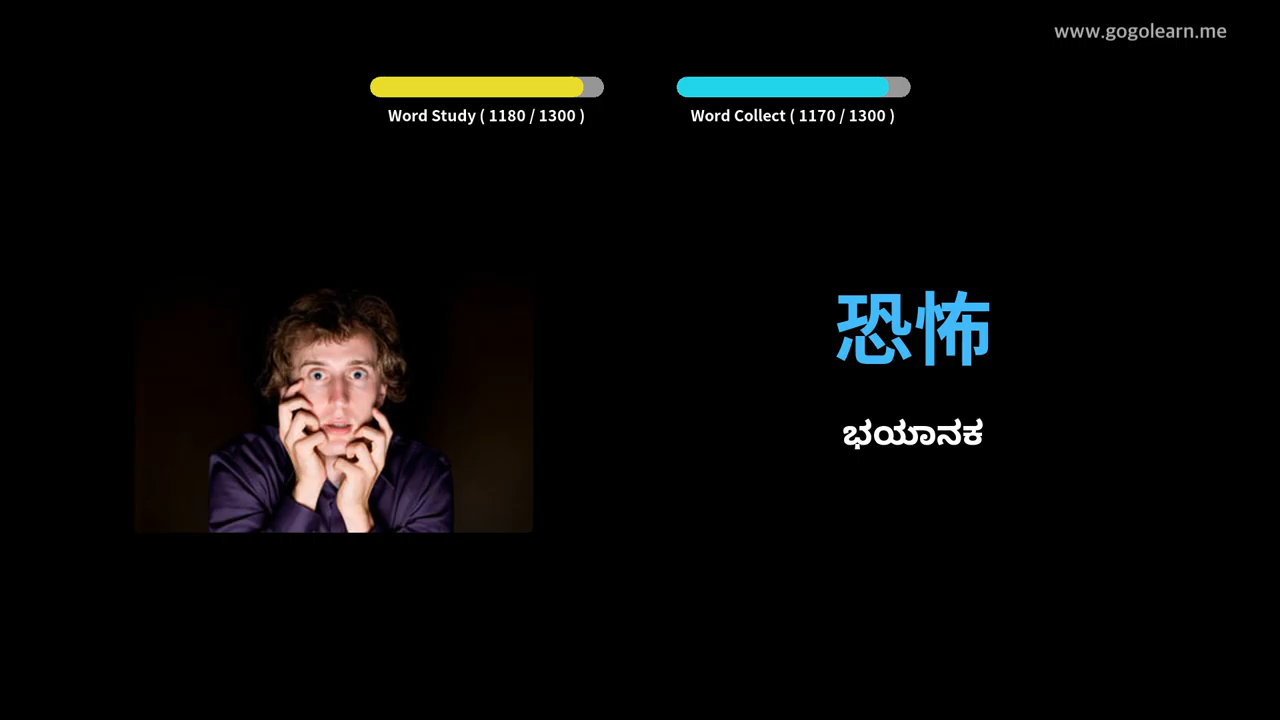 www.gogolearn.me
Word Study ( 1180 / 1300 )
Word Collect ( 1170 / 1300 )
恐怖
ಭಯಾನಕ